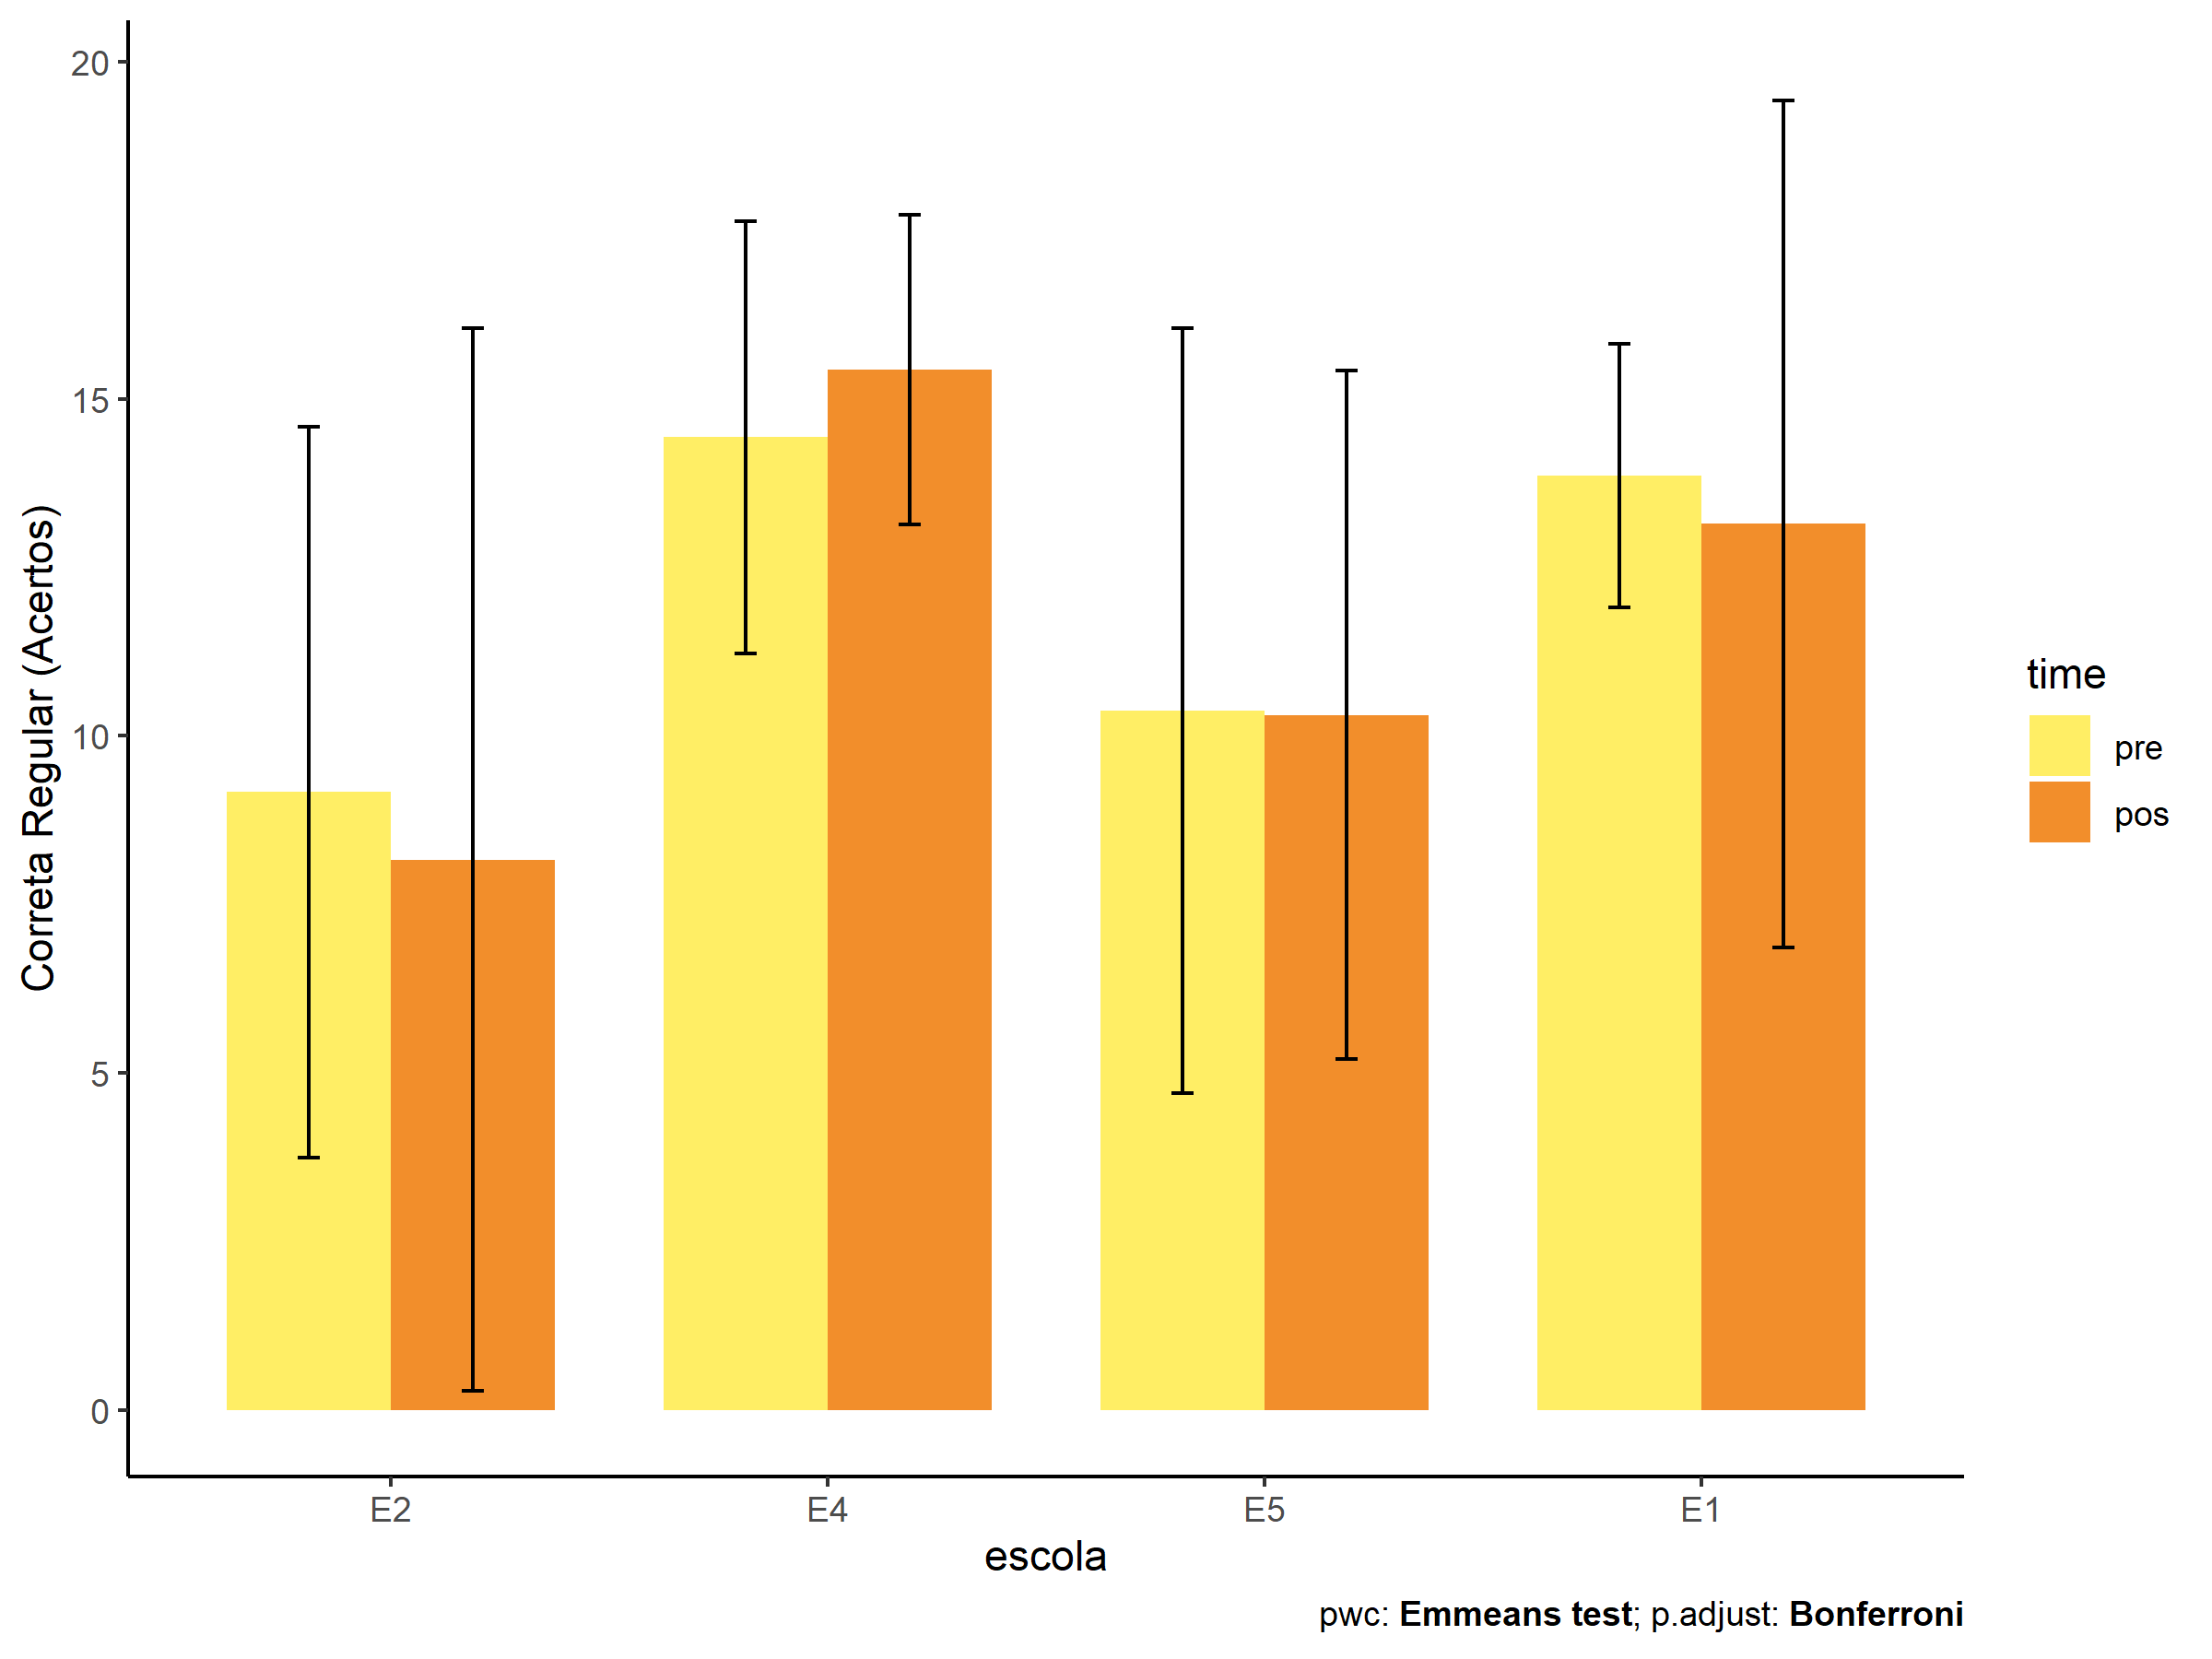 Correta Regular (Acertos)
20
15
10
5
0
E2 E4 E5 E1
escola
time
pre
pos
pwc: Emmeans test; p.adjust: Bonferroni